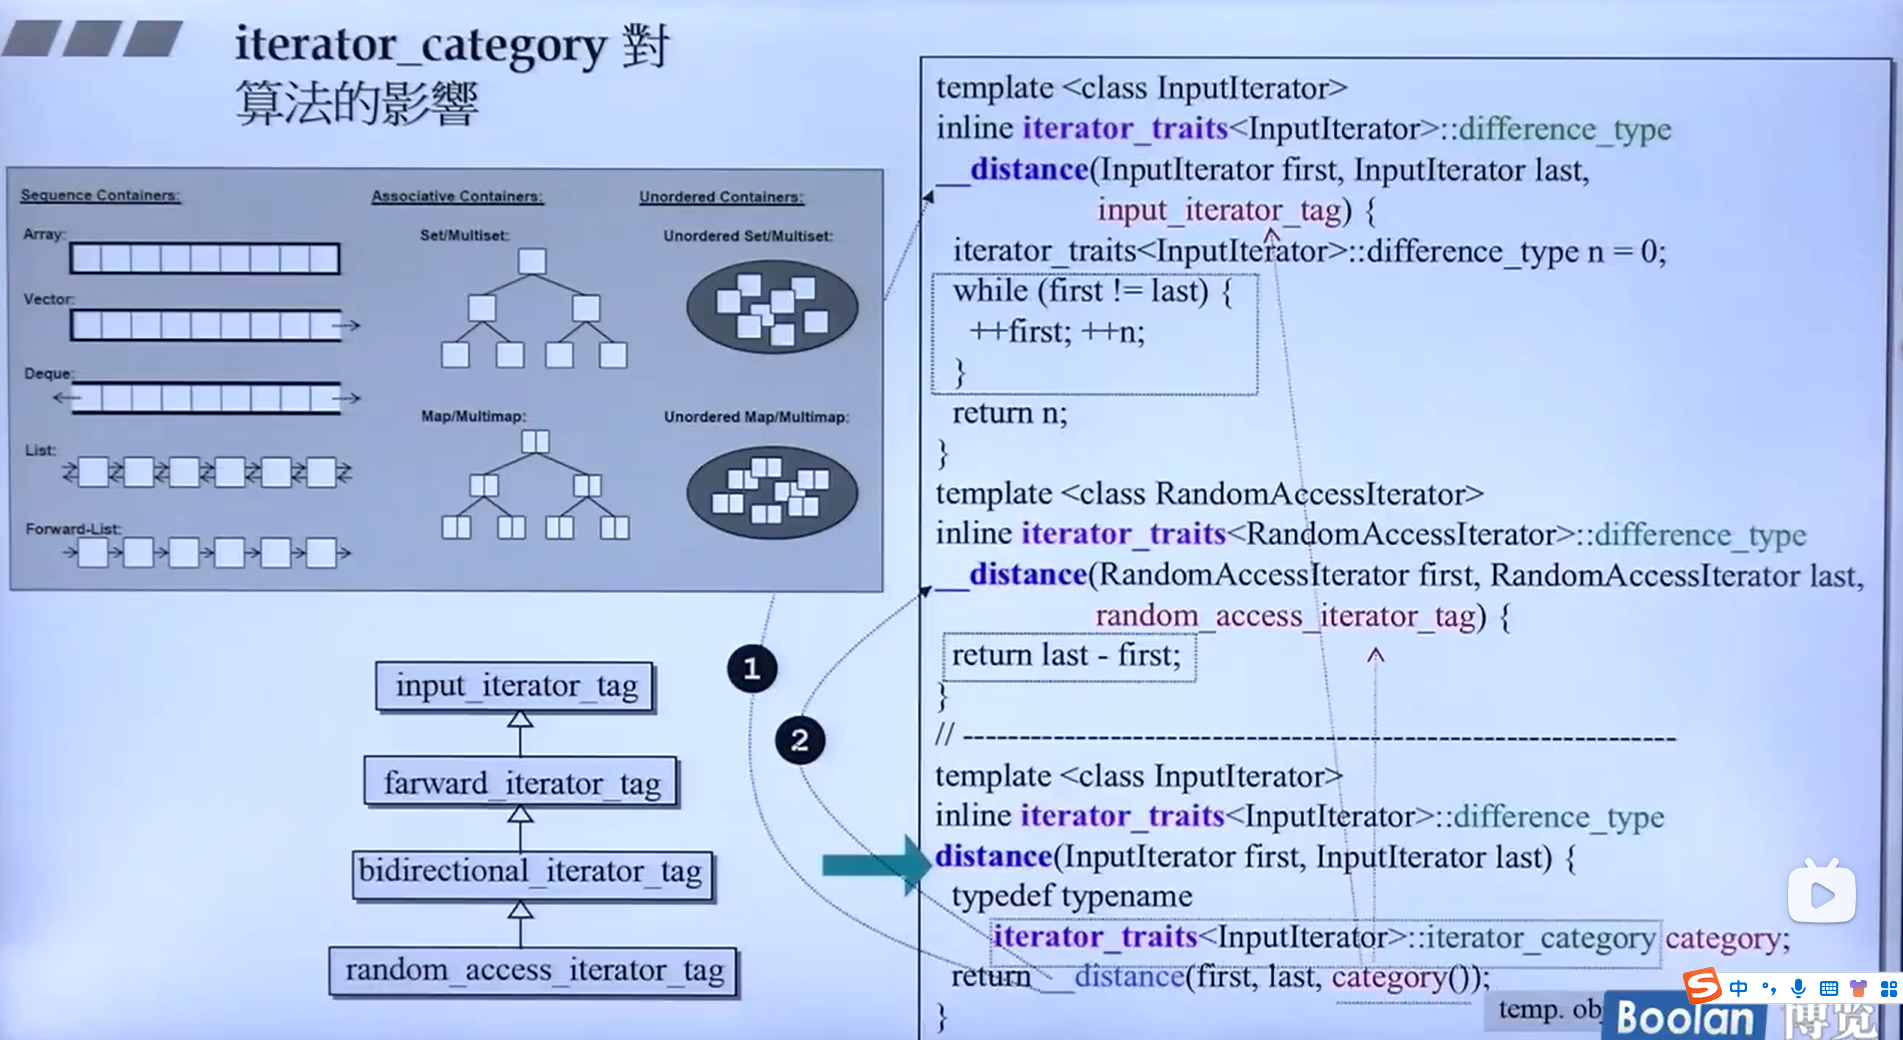 iterator_category 對
算法的影響
Sequence Containers:
Array:
Vector:
Deque:
List:
Forward-List:
Associative Containers:
Set/Multiset:
Map/Multimap:
Unordered Containers:
Unordered Set/Multiset:
Unordered Map/Multimap:
1
2
input_iterator_tag
farward_iterator_tag
bidirectional_iterator_tag
random_access_iterator_tag
template <class InputIterator>
inline iterator_traits<InputIterator>::difference_type
__distance(InputIterator first, InputIterator last,
input_iterator_tag) {
iterator_traits<InputIterator>::difference_type n = 0;
while (first != last) {
++first; ++n;
}
return n;
}
template <class RandomAccessIterator>
inline iterator_traits<RandomAccessIterator>::difference_type
__distance(RandomAccessIterator first, RandomAccessIterator last,
random_access_iterator_tag) {
return last - first;
}
// ----------------------------------------------------------------
template <class InputIterator>
inline iterator_traits<InputIterator>::difference_type
distance(InputIterator first, InputIterator last) {
typedef typename
iterator_traits<InputIterator>::iterator_category category;
return __distance(first, last, category());
}
temp.
中
Boolan 博览